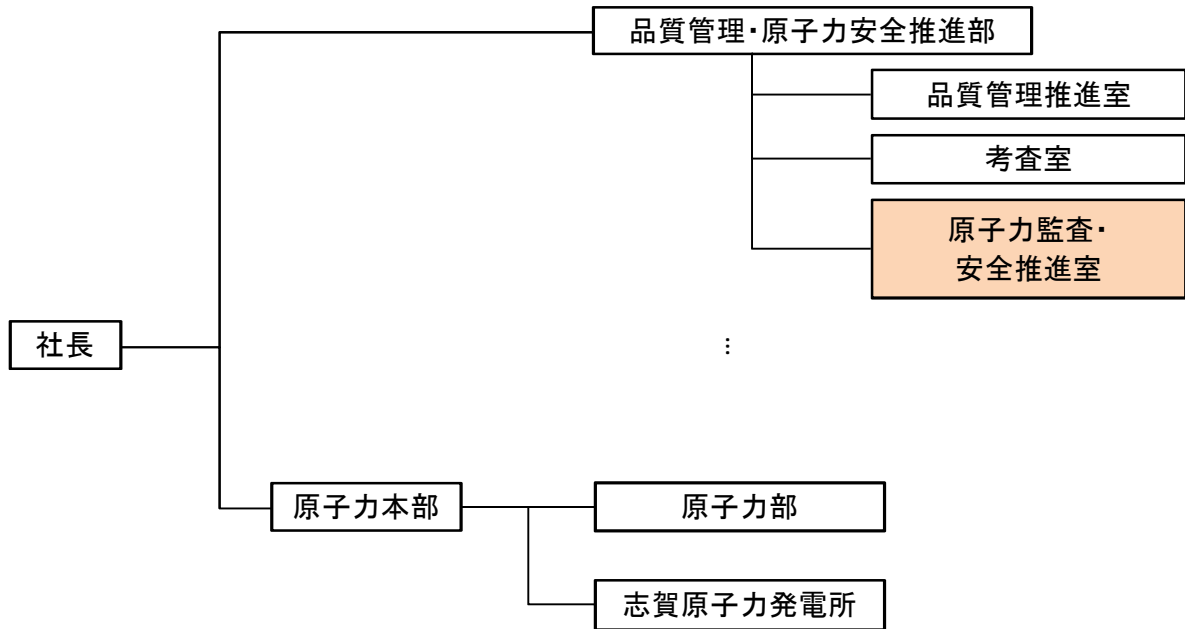 品質管理・原子力安全推進部
品質管理推進室
考査室
原子力監査・
安全推進室
社長
⋮
原子力本部
原子力部
志賀原子力発電所